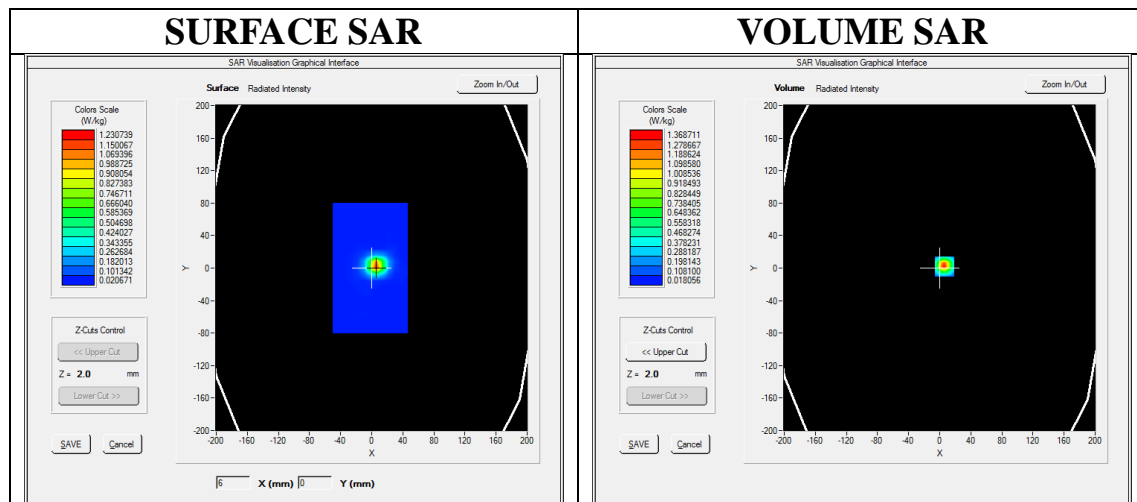 SURFACE SAR
VOLUME SAR
SAR Visualisation Graphical Interface
Surface Radiated Intensity
Zoom In/Out
Colors Scale
(W/kg)
1.230739
1.150067
1.069396
0.988725
0.908054
0.827383
0.746711
0.666040
0.585369
0.504698
0.424027
0.343355
0.262684
0.182013
0.101342
0.020671
200
160
120
80
40
0
-40
-80
-120
-160
-200
Y
-200 -160 -120 -80 -40 0 40 80 120 160 200
X
Z-Cuts Control
<< Upper Cut
Z = 2.0 mm
Lower Cut >>
SAVE Cancel
6 X (mm) 0 Y (mm)
SAR Visualisation Graphical Interface
Volume Radiated Intensity
Zoom In/Out
Colors Scale
(W/kg)
1.368711
1.278667
1.188624
1.098580
1.008536
0.918493
0.828449
0.738405
0.648362
0.558318
0.468274
0.378231
0.288187
0.198143
0.108100
0.018056
200
160
120
80
40
0
-40
-80
-120
-160
-200
Y
-200 -160 -120 -80 -40 0 40 80 120 160 200
X
Z-Cuts Control
<< Upper Cut
Z = 2.0 mm
Lower Cut >>
SAVE Cancel